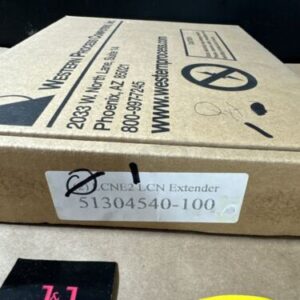 WESTERN PROCESS COMPUTERS, INC.
2033 W. North Lane, Suite 14
Phoenix, AZ 85021
800-997-7245
www.westernprocess.com
1
LCNE2 LCN Extender
51304540-100
J&J